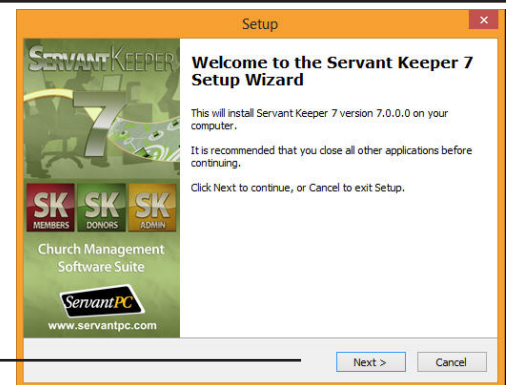 Setup
SERVANT KEEPER
7
SK
MEMBERS
SK
DONORS
SK
ADMIN
Church Management
Software Suite
ServantPC
www.servantpc.com
Welcome to the Servant Keeper 7
Setup Wizard
This will install Servant Keeper 7 version 7.0.0.0 on your
computer.
It is recommended that you close all other applications before
continuing.
Click Next to continue, or Cancel to exit Setup.
Next >
Cancel